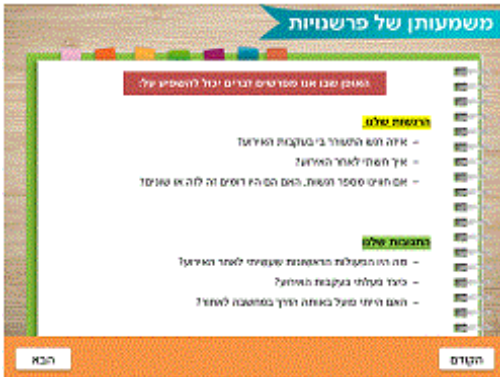 משמעותן של פרשנויות
האופן שבו אנו מפרשים דברים יכול להשפיע על:
הרגשות שלנו
- איזה רגש התעורר בי בעקבות האירוע?
- איך חשתי לאחר האירוע?
- אם חווינו מספר רגשות, האם הם היו דומים זה לזה או שונים?
התגובות שלנו
- מה היו הפעולות הראשונות שעשיתי לאחר האירוע?
- כיצד פעלתי בעקבות האירוע?
- האם הייתי פועל באותה הדרך במחשבה לאחור?
הקודם
הבא